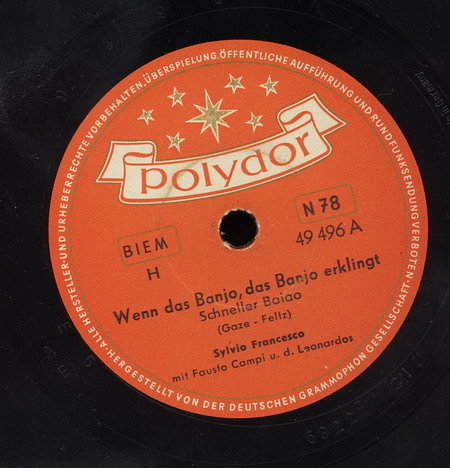 ALLE HERSTELLER-UND URHEBERRECHTE VORBEHALTEN, ÜBERSPIELUNG, ÖFFENTLICHE AUFFÜHRUNG UND RUNDFUNKSENDUNG VERBOTEN
polydor
BIEM
N 78
H
49 496 A
Wenn das Banjo, das Banjo erklingt
Schneller Baiao
(Gaze - Feltz)
Sylvio Francesco
mit Fausto Campi u. d. Leonardos
HERGESTELLT VON DER DEUTSCHEN GRAMMOPHON GESELLSCHAFT